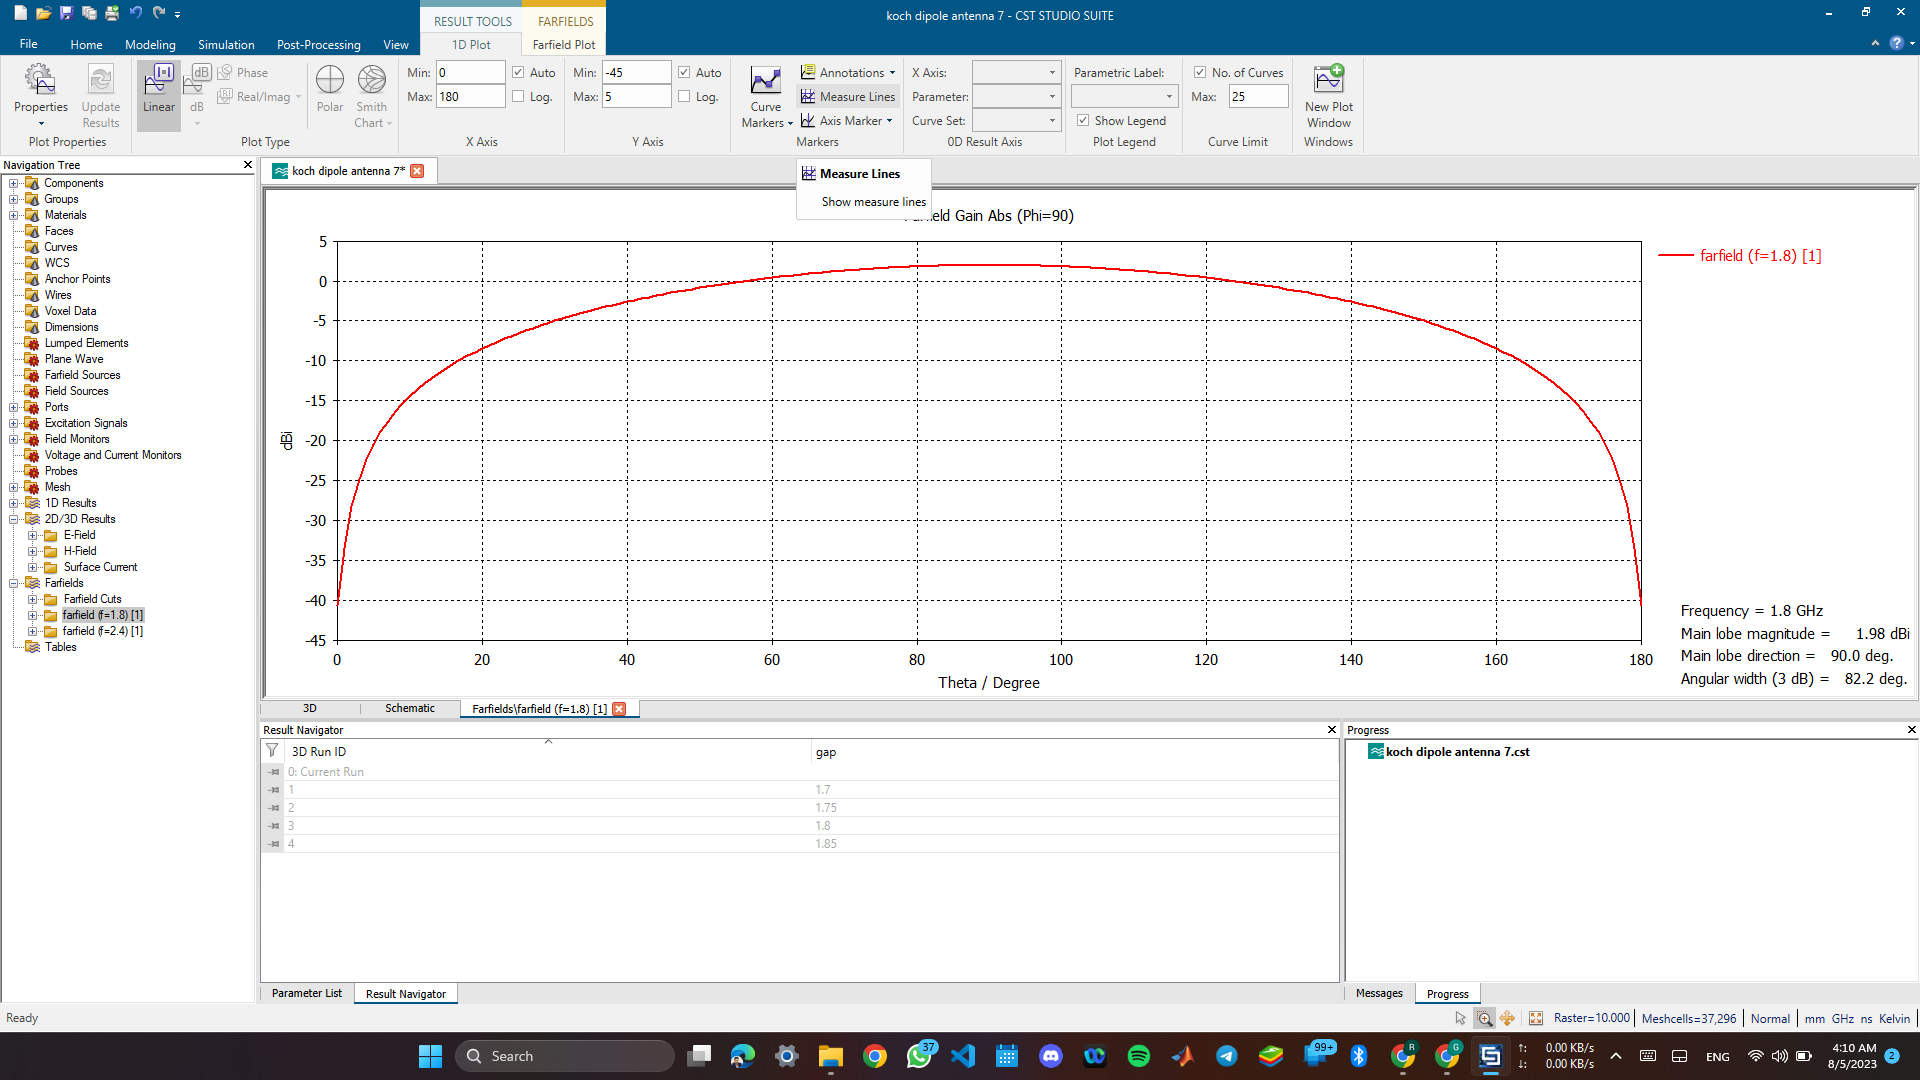 koch dipole antenna 7 - CST STUDIO SUITE
RESULT TOOLS
FARFIELDS
File
Home
Modeling
Simulation
Post-Processing
View
1D Plot
Farfield Plot
Properties
Update Results
Plot Properties
Linear
dB
Phase
Real/Imag
Polar
Smith Chart
Plot Type
Min: 0
Auto
Max: 180
Log.
X Axis
Min: -45
Auto
Max: 5
Log.
Y Axis
Curve Markers
Annotations
Measure Lines
Axis Marker
Markers
X Axis:
Parameter:
Curve Set:
0D Result Axis
Parametric Label:
Show Legend
Plot Legend
No. of Curves
Max: 25
Curve Limit
New Plot Window
Windows
Navigation Tree
Components
Groups
Materials
Faces
Curves
WCS
Anchor Points
Wires
Voxel Data
Dimensions
Lumped Elements
Plane Wave
Farfield Sources
Field Sources
Ports
Excitation Signals
Field Monitors
Voltage and Current Monitors
Probes
Mesh
1D Results
2D/3D Results
E-Field
H-Field
Surface Current
Farfields
Farfield Cuts
farfield (f=1.8) [1]
farfield (f=2.4) [1]
Tables
koch dipole antenna 7*
Measure Lines
Show measure lines
Gain Abs (Phi=90)
5
0
-5
-10
-15
-20
-25
-30
-35
-40
-45
dBi
0 20 40 60 80 100 120 140 160 180
Theta / Degree
farfield (f=1.8) [1]
Frequency = 1.8 GHz
Main lobe magnitude = 1.98 dBi
Main lobe direction = 90.0 deg.
Angular width (3 dB) = 82.2 deg.
3D
Schematic
Farfields\farfield (f=1.8) [1]
Result Navigator
3D Run ID gap
0: Current Run
1 1.7
2 1.75
3 1.8
4 1.85
Parameter List
Result Navigator
Progress
koch dipole antenna 7.cst
Messages
Progress
Ready
Raster=10.000
Meshcells=37,296
Normal
mm GHz ns Kelvin
Search
37
99+
R
G
0.00 KB/s
0.00 KB/s
ENG
4:10 AM
8/5/2023
2